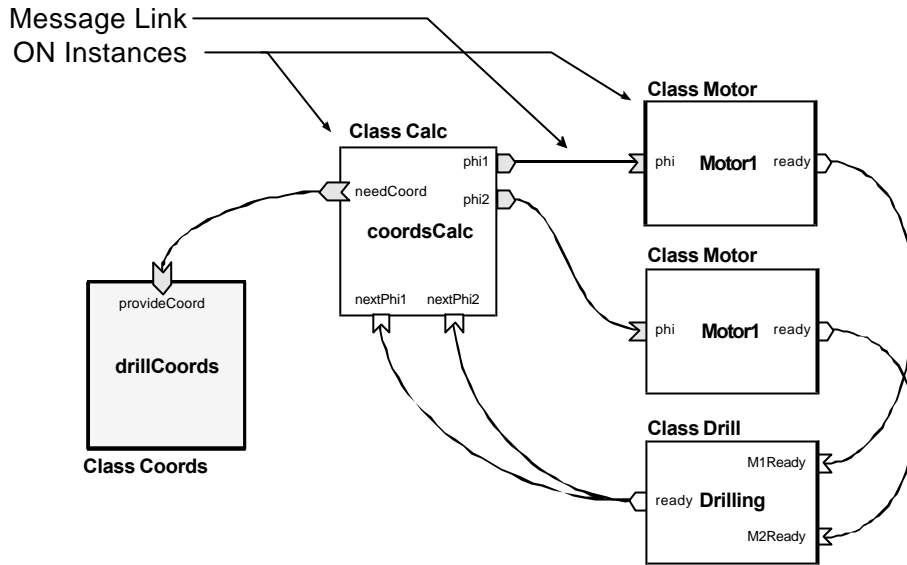 Message Link
ON Instances
Class Motor
phi
Motor1
ready
Class Calc
phi1
needCoord
phi2
coordsCalc
nextPhi1
nextPhi2
Class Motor
phi
Motor1
ready
provideCoord
drillCoords
Class Coords
Class Drill
M1Ready
ready
Drilling
M2Ready